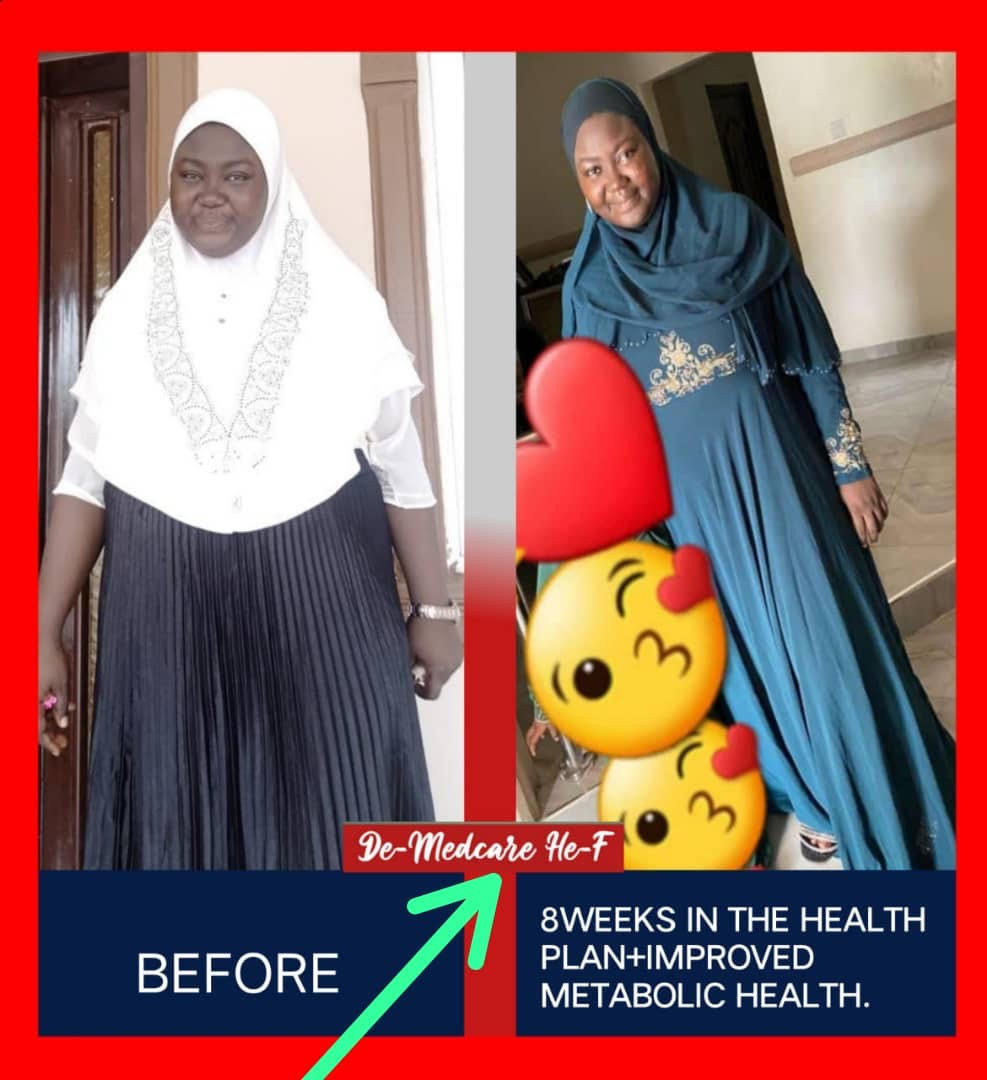 De-Medcare He-F
BEFORE
8WEEKS IN THE HEALTH
PLAN+IMPROVED
METABOLIC HEALTH.